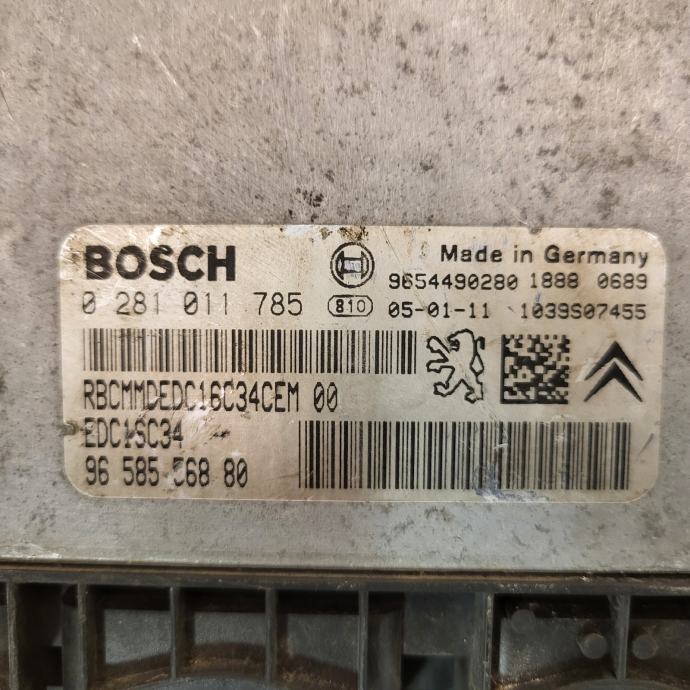 BOSCH
Made in Germany
9654490280 1888 0689
0 281 011 785 810 05-01-11 1039S07455
RBCMMDEDC16C34CEM 00
EDC16C34
96 585 568 80